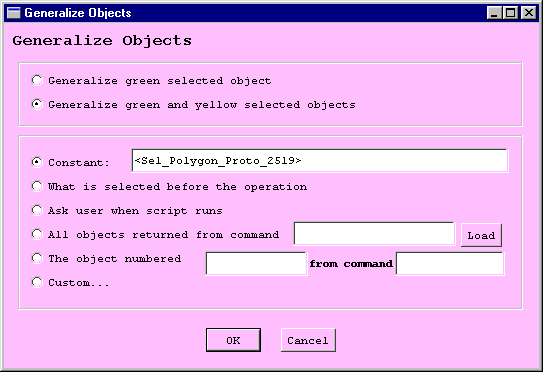 Generalize Objects
Generalize Objects
Generalize green selected object
Generalize green and yellow selected objects
Constant: <Sel_Polygon_Proto_2519>
What is selected before the operation
Ask user when script runs
All objects returned from command Load
The object numbered from command
Custom...
OK Cancel